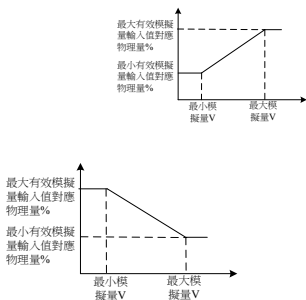 最大有效模擬
量輸入值對應
物理量%
最小有效模擬
量輸入值對應
物理量%
最小模
擬量V
最大模
擬量V
最大有效模擬
量輸入值對應
物理量%
最小有效模擬
量輸入值對應
物理量%
最小模
擬量V
最大模
擬量V